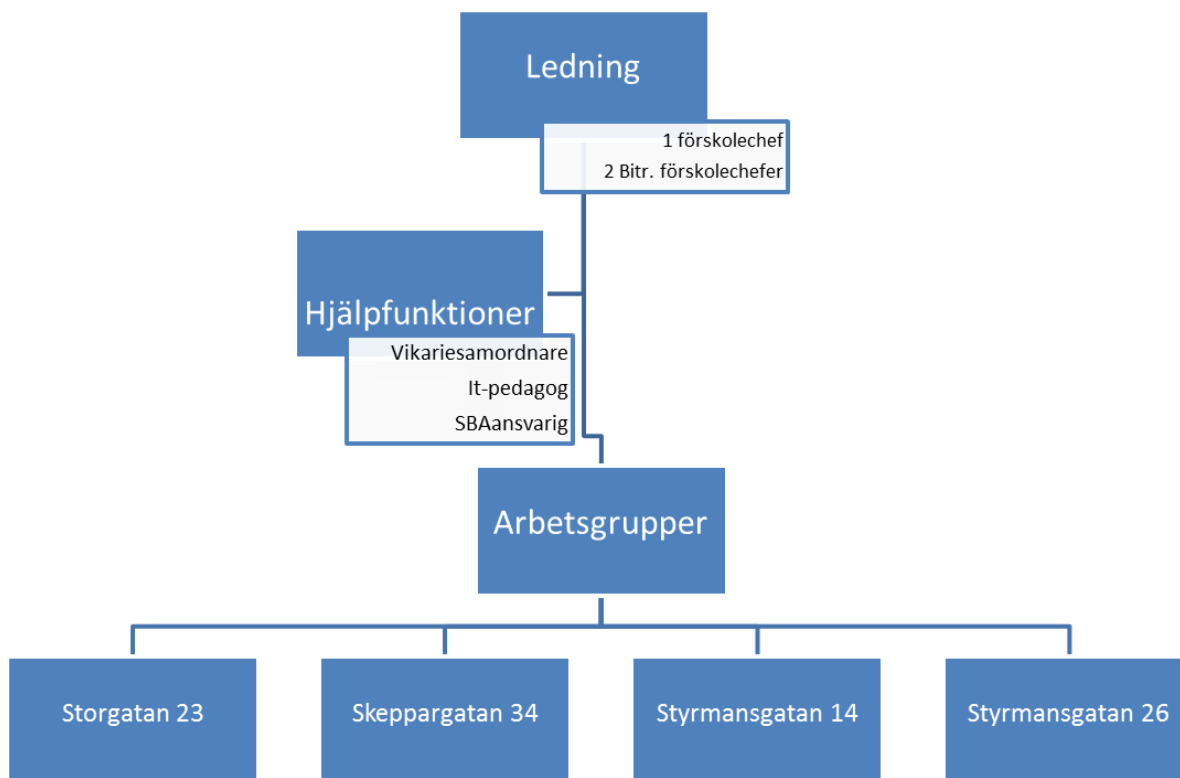 Ledning
1 förskolechef
2 Bitr. förskolechefer
Hjälpfunktioner
Vikariesamordnare
It-pedagog
SBAansvarig
Arbetsgrupper
Storgatan 23
Skeppargatan 34
Styrmansgatan 14
Styrmansgatan 26